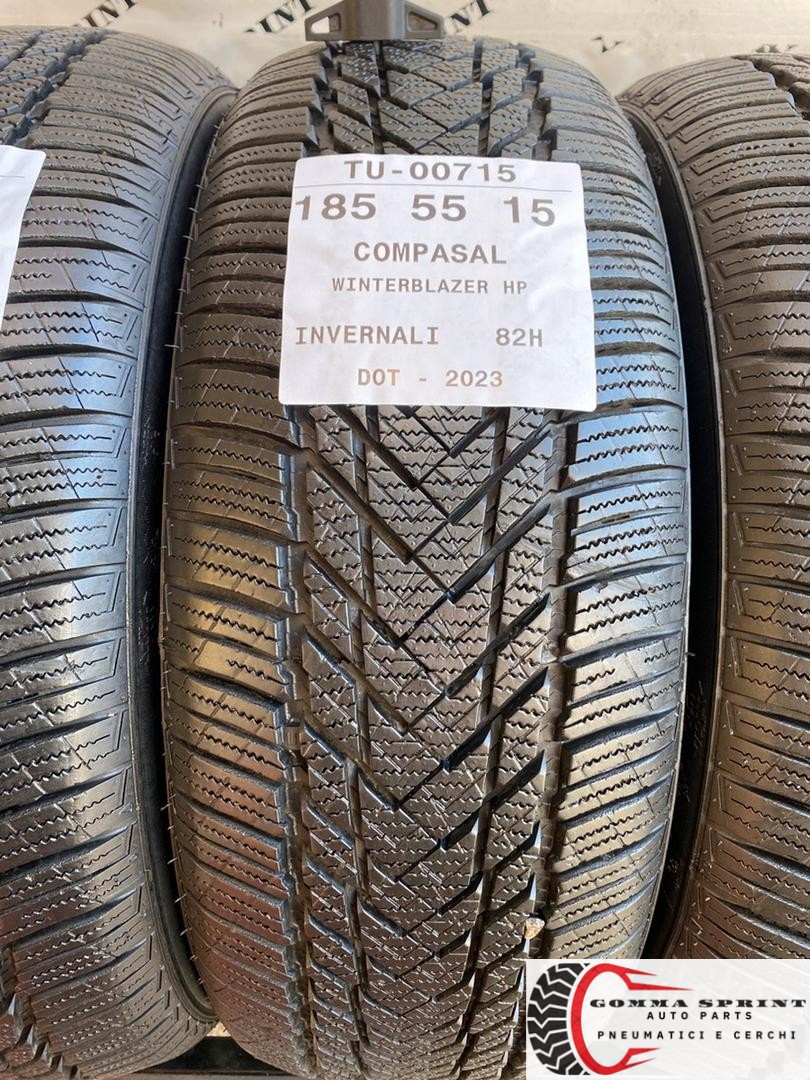 TU-00715
185 55 15
COMPASAL
WINTERBLAZER HP
INVERNALI 82H
DOT - 2023
GOMMA SPRINT
AUTO PARTS
PNEUMATICI E CERCHI